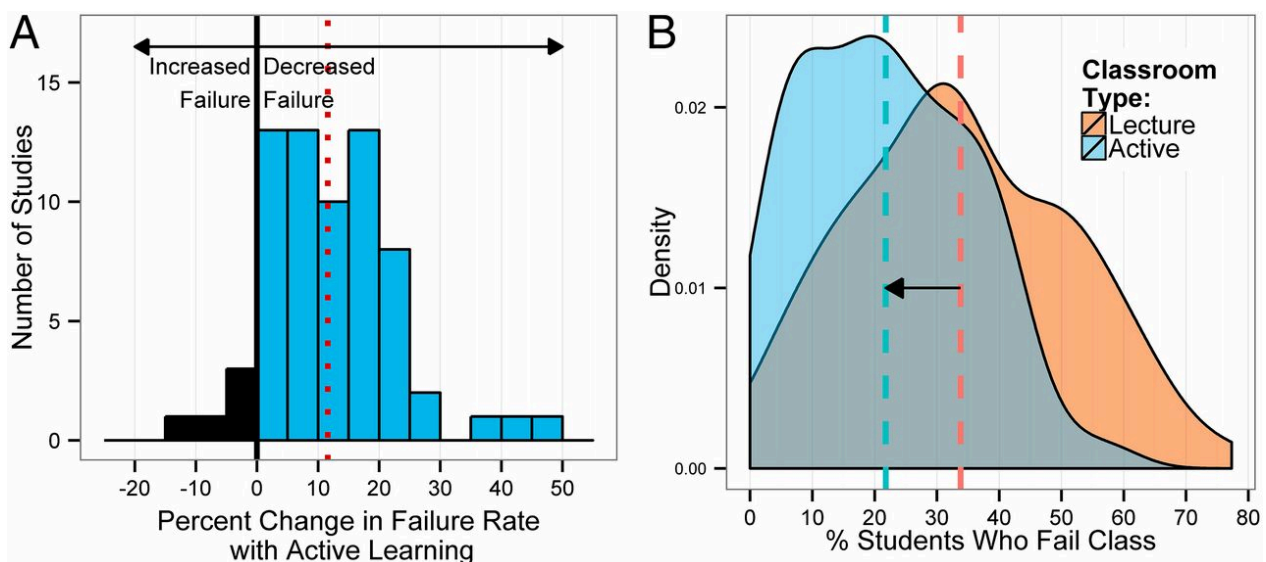 A
Increased Decreased
Failure Failure
15
10
5
0
Number of Studies
-20 -10 0 10 20 30 40 50
Percent Change in Failure Rate
with Active Learning
B
Classroom
Type:
Lecture
Active
0.02
0.01
0.00
Density
0 10 20 30 40 50 60 70 80
% Students Who Fail Class